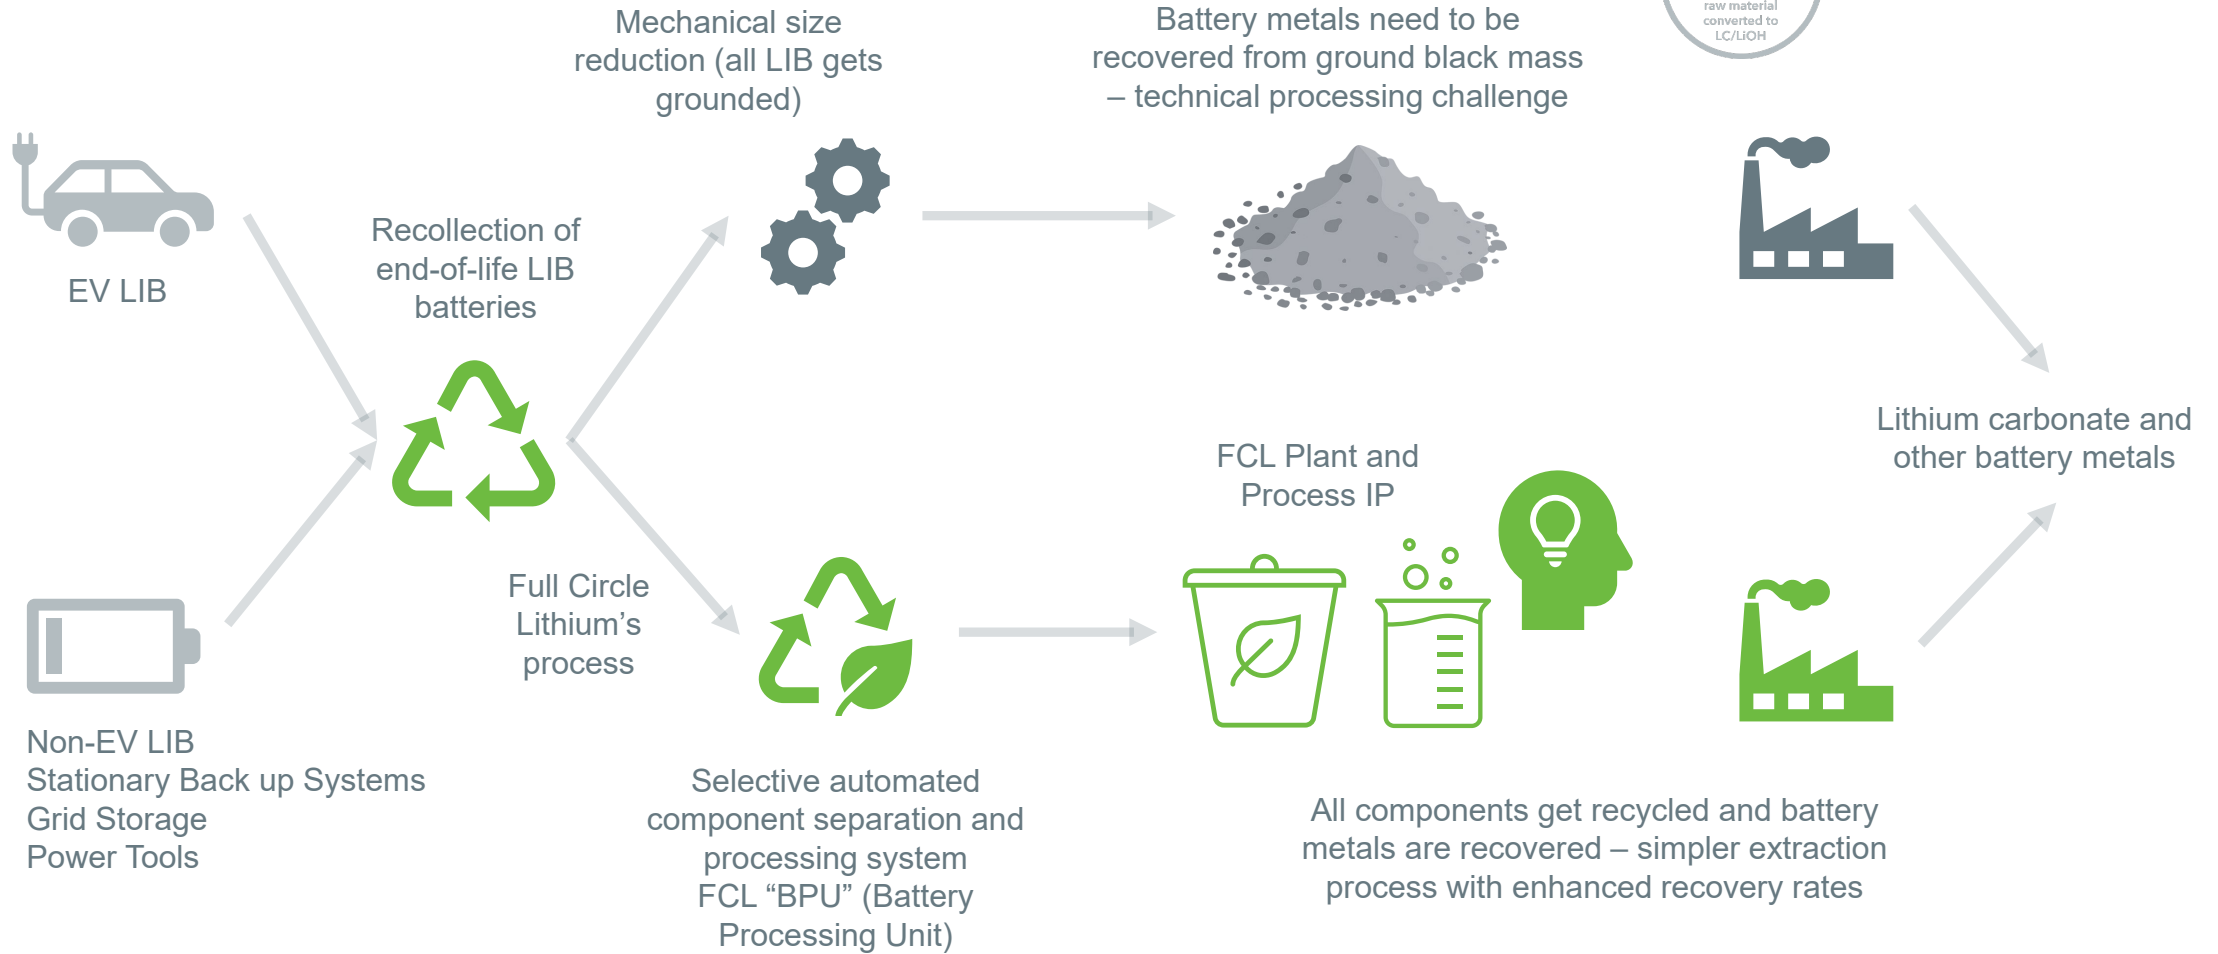 Mechanical size
reduction (all LIB gets
grounded)
Battery metals need to be
recovered from ground black mass
– technical processing challenge
raw material
converted to
LC/LiOH
EV LIB
Recollection of
end-of-life LIB
batteries
Lithium carbonate and
other battery metals
FCL Plant and
Process IP
Full Circle
Lithium’s
process
Non-EV LIB
Stationary Back up Systems
Grid Storage
Power Tools
Selective automated
component separation and
processing system
FCL “BPU” (Battery
Processing Unit)
All components get recycled and battery
metals are recovered – simpler extraction
process with enhanced recovery rates